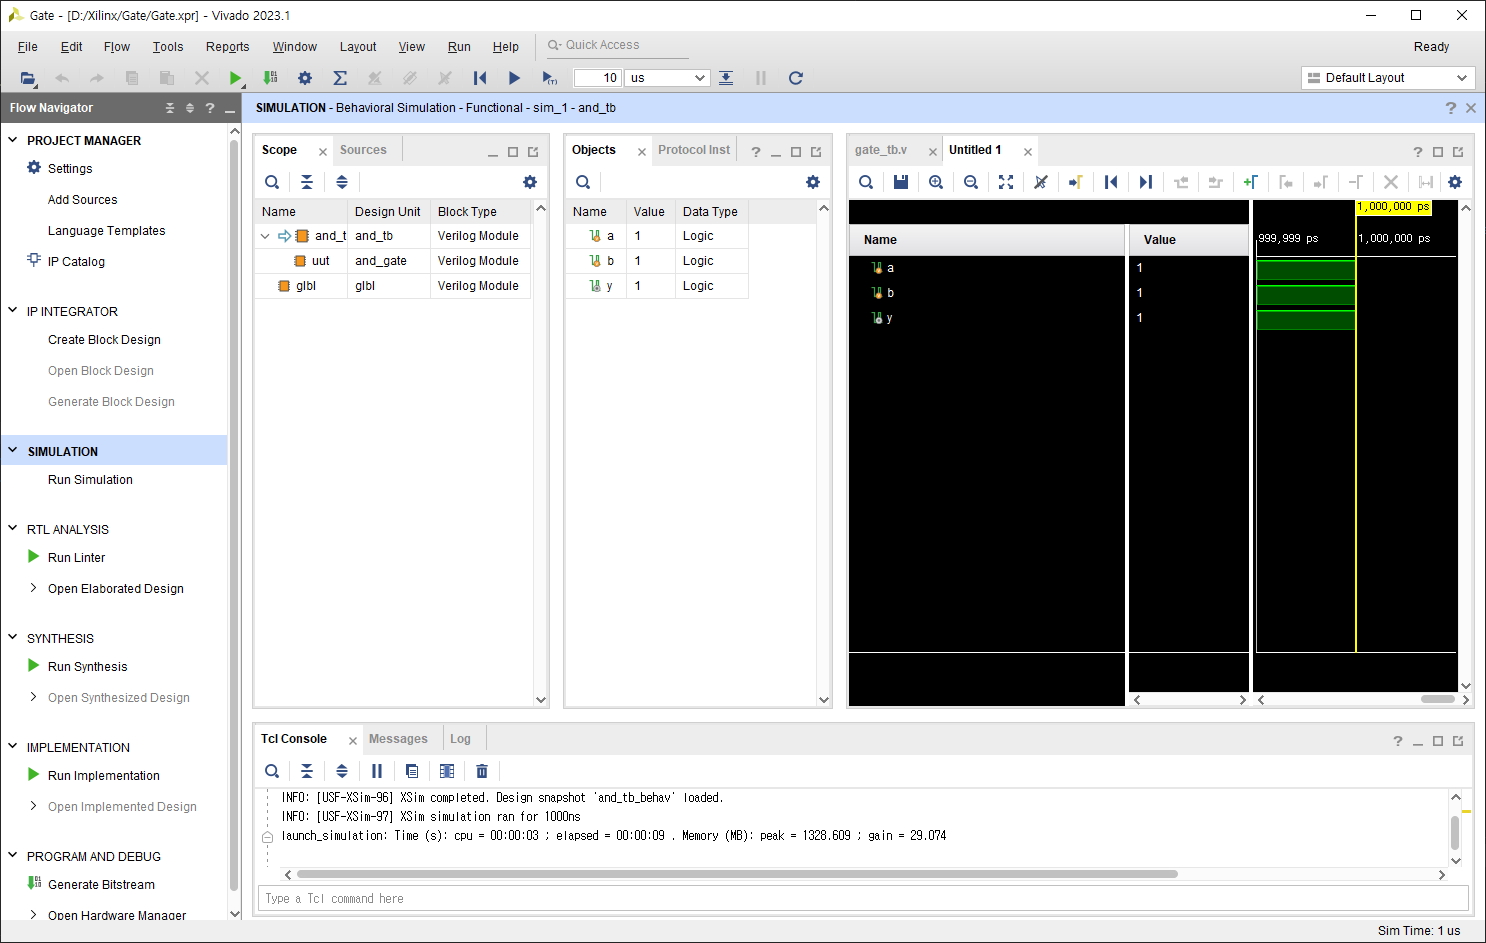 Gate - [D:/Xilinx/Gate/Gate.xpr] - Vivado 2023.1
File Edit Flow Tools Reports Window Layout View Run Help Quick Access Ready
10 us Default Layout
Flow Navigator
SIMULATION - Behavioral Simulation - Functional - sim_1 - and_tb
PROJECT MANAGER
Settings
Add Sources
Language Templates
IP Catalog
IP INTEGRATOR
Create Block Design
Open Block Design
Generate Block Design
SIMULATION
Run Simulation
RTL ANALYSIS
Run Linter
Open Elaborated Design
SYNTHESIS
Run Synthesis
Open Synthesized Design
IMPLEMENTATION
Run Implementation
Open Implemented Design
PROGRAM AND DEBUG
Generate Bitstream
Open Hardware Manager
Scope Sources
Name Design Unit Block Type
and_t and_tb Verilog Module
uut and_gate Verilog Module
glbl glbl Verilog Module
Objects Protocol Inst
Name Value Data Type
a 1 Logic
b 1 Logic
y 1 Logic
gate_tb.v Untitled 1
1,000,000 ps
Name Value 999,999 ps 1,000,000 ps
a 1
b 1
y 1
Tcl Console Messages Log
INFO: [USF-XSim-96] XSim completed. Design snapshot 'and_tb_behav' loaded.
INFO: [USF-XSim-97] XSim simulation ran for 1000ns
launch_simulation: Time (s): cpu = 00:00:03 ; elapsed = 00:00:09 . Memory (MB): peak = 1328.609 ; gain = 29.074
Type a Tcl command here
Sim Time: 1 us